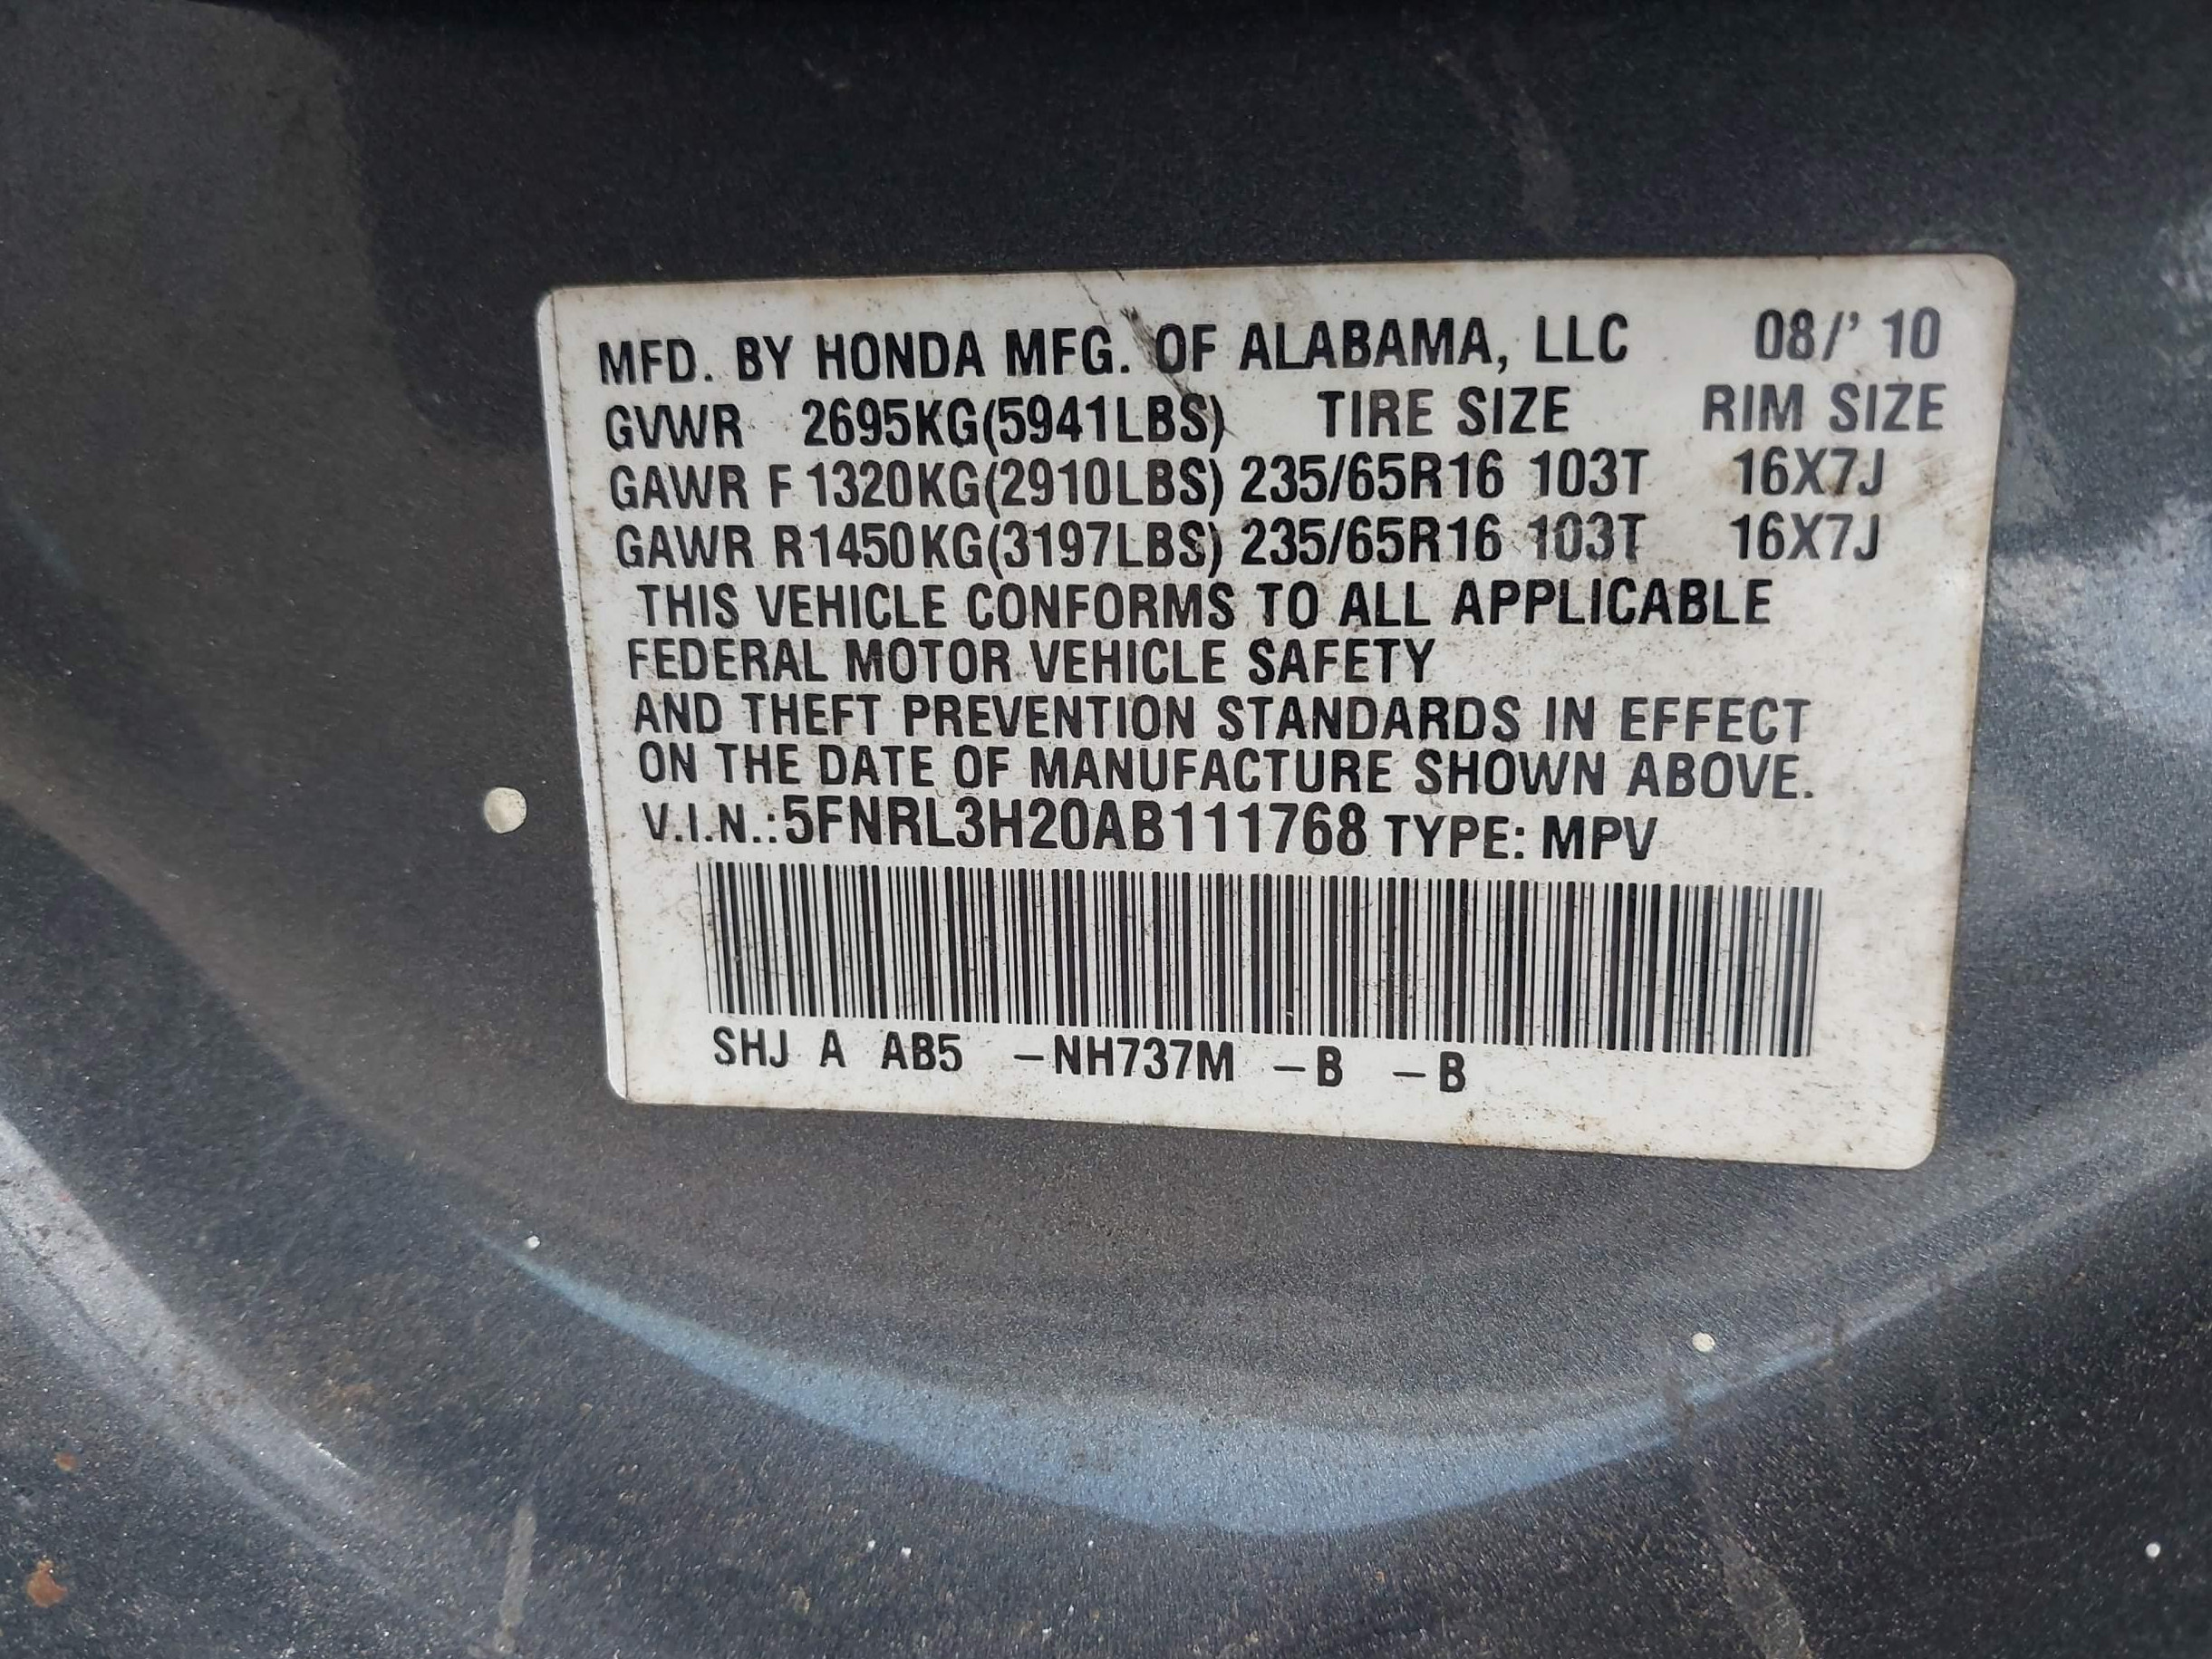 MFD. BY HONDA MFG. OF ALABAMA, LLC 08/' 10
GVWR 2695KG(5941LBS) TIRE SIZE RIM SIZE
GAWR F 1320KG(2910LBS) 235/65R16 103T 16X7J
GAWR R1450KG(3197LBS) 235/65R16 103T 16X7J
THIS VEHICLE CONFORMS TO ALL APPLICABLE
FEDERAL MOTOR VEHICLE SAFETY
AND THEFT PREVENTION STANDARDS IN EFFECT
ON THE DATE OF MANUFACTURE SHOWN ABOVE.
V.I.N.:5FNRL3H20AB111768 TYPE: MPV
SHJ A AB5 -NH737M -B -B